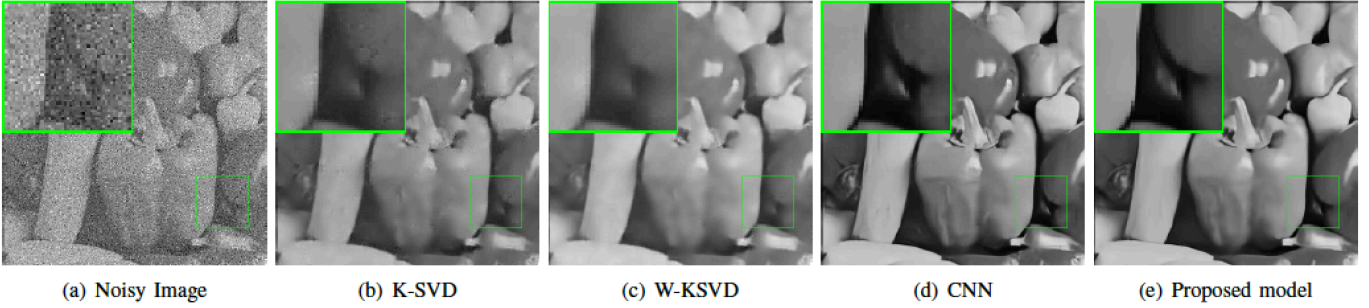 (a) Noisy Image
(b) K-SVD
(c) W-KSVD
(d) CNN
(e) Proposed model